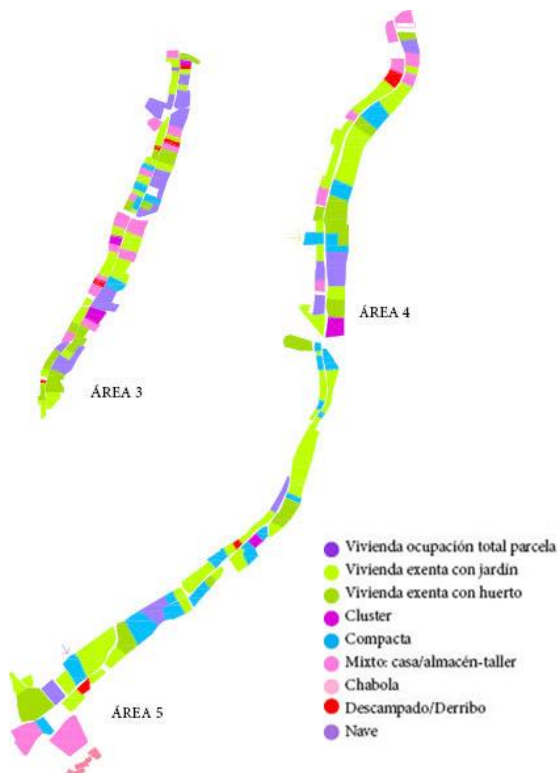 ÁREA 4
ÁREA 3
Vivienda ocupación total parcela
Vivienda exenta con jardín
Vivienda exenta con huerto
Cluster
Compacta
Mixto: casa/almacén-taller
Chabola
Descampado/Derribo
Nave
ÁREA 5